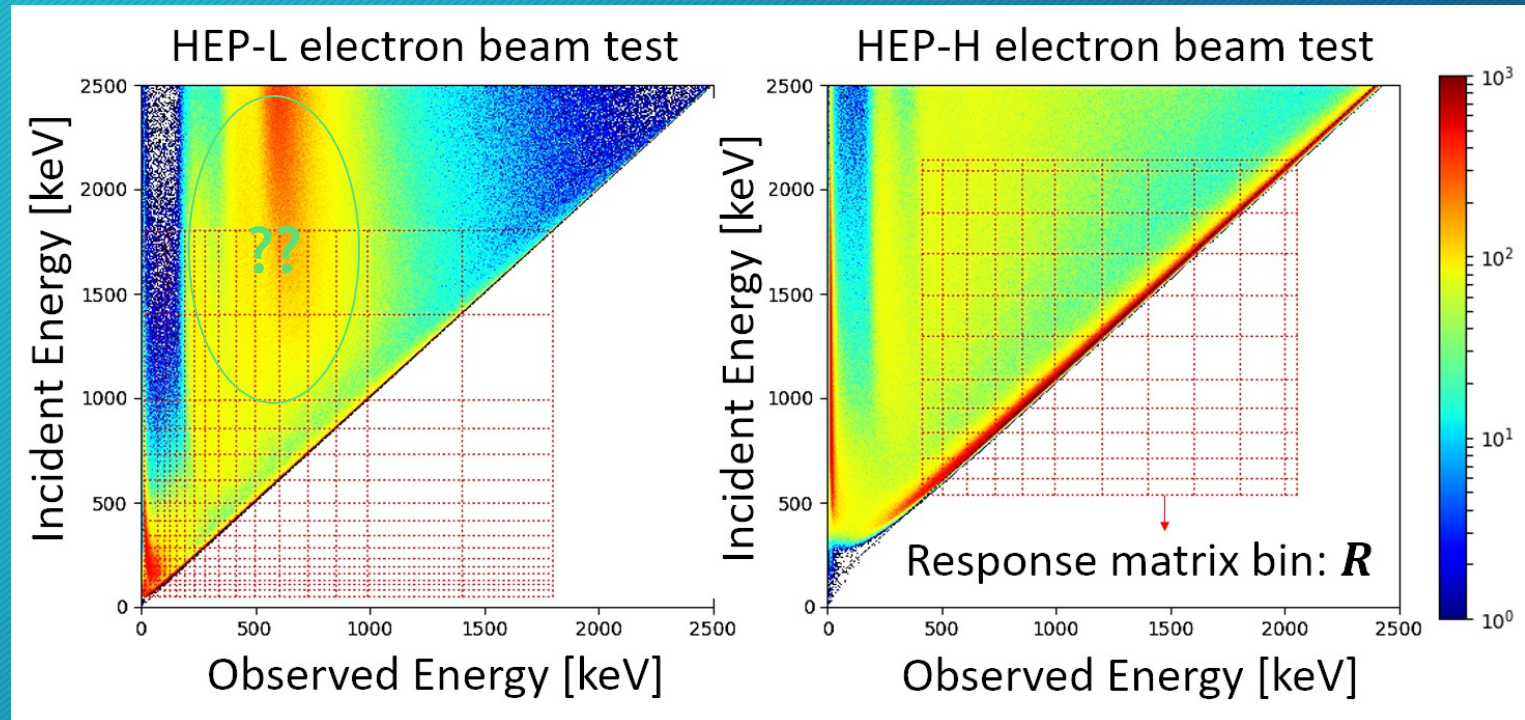 HEP-L electron beam test
2500
2000
1500
1000
500
0
0 500 1000 1500 2000 2500
Incident Energy [keV]
Observed Energy [keV]
??
HEP-H electron beam test
2500
2000
1500
1000
500
0
0 500 1000 1500 2000 2500
Incident Energy [keV]
Observed Energy [keV]
Response matrix bin: R
10³
10²
10¹
10⁰